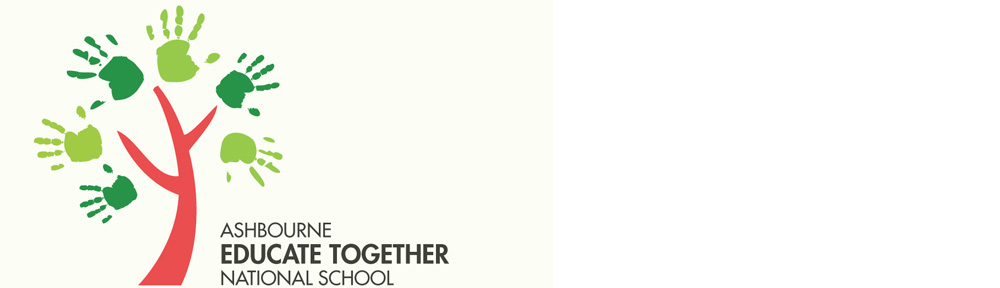 ASHBOURNE
EDUCATE TOGETHER
NATIONAL SCHOOL